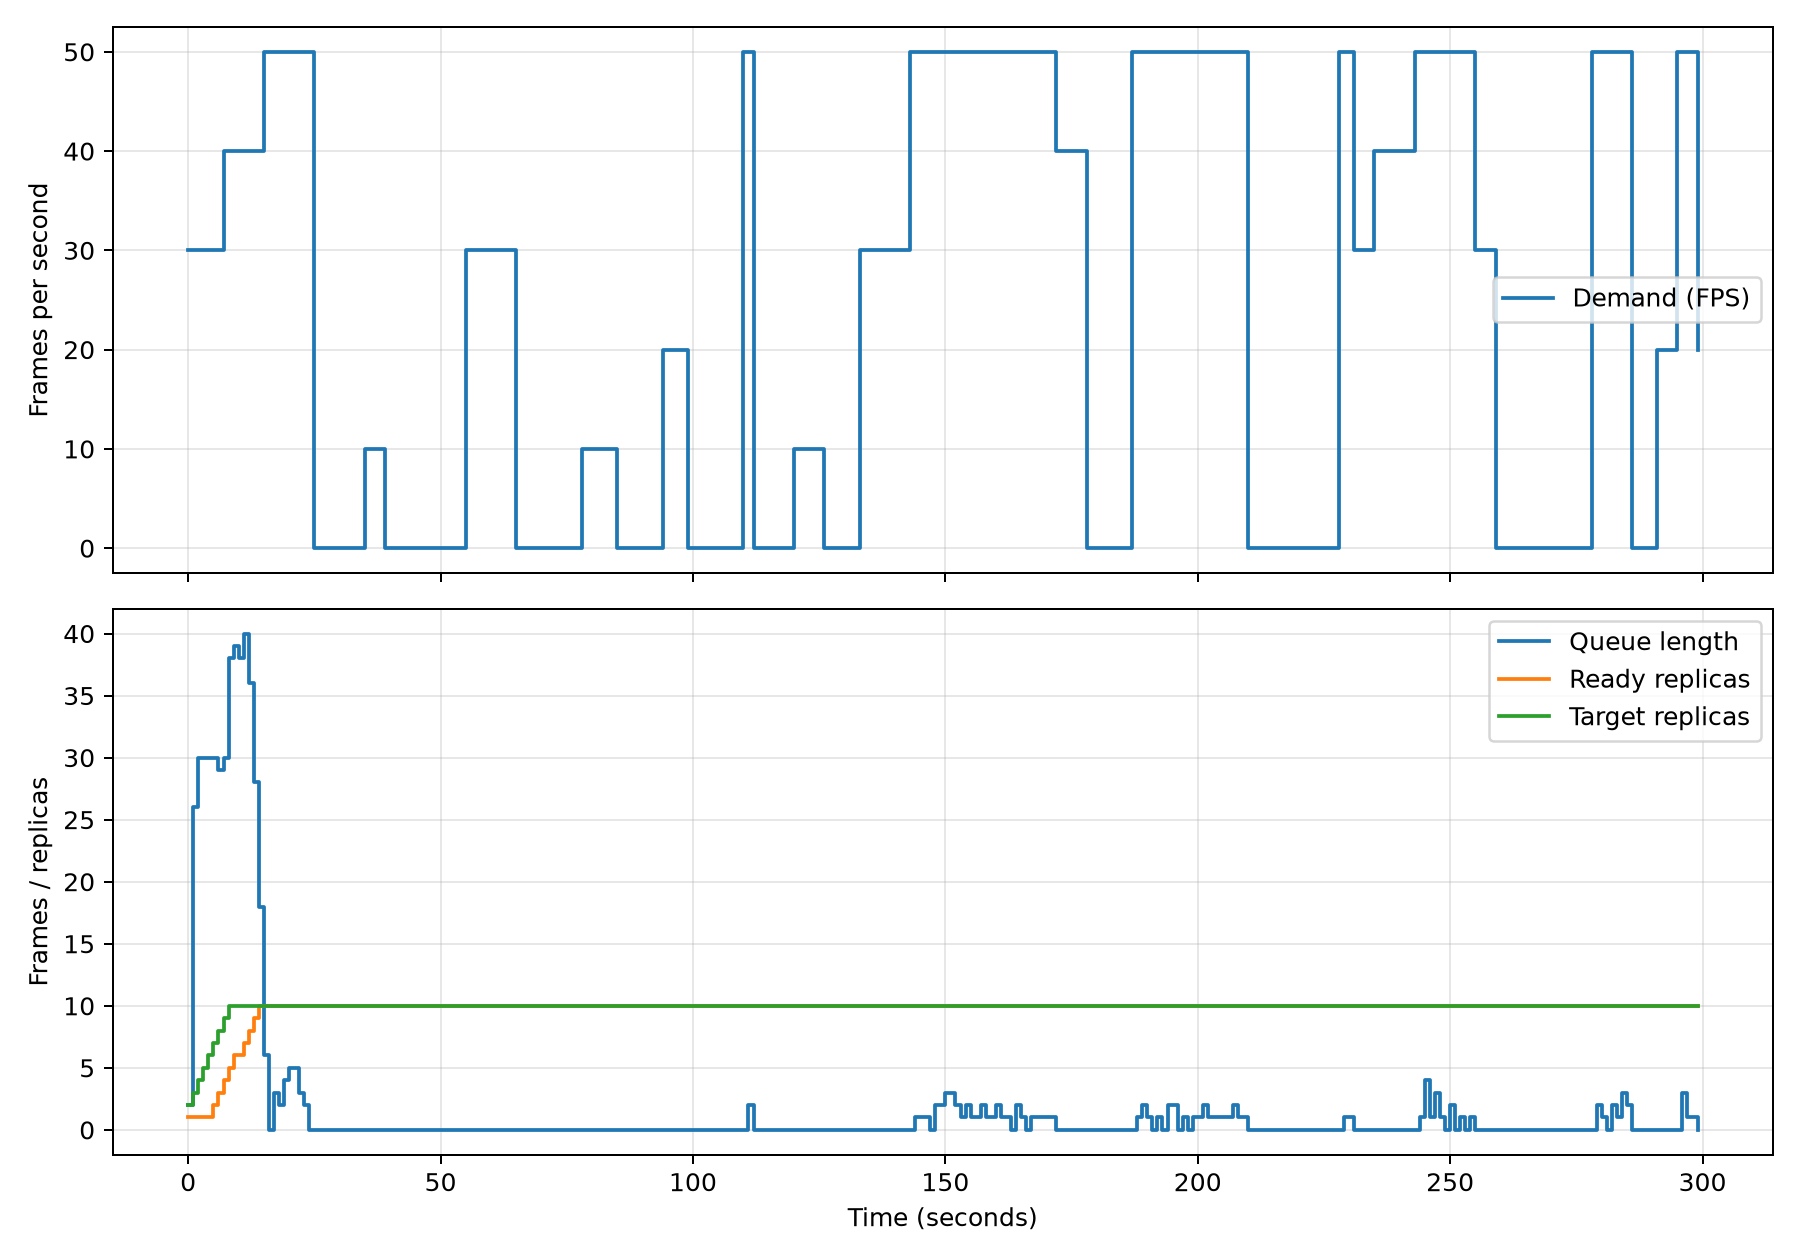 50
40
30
20
10
0
Frames per second
Demand (FPS)
40
35
30
25
20
15
10
5
0
Frames / replicas
Queue length
Ready replicas
Target replicas
0 50 100 150 200 250 300
Time (seconds)